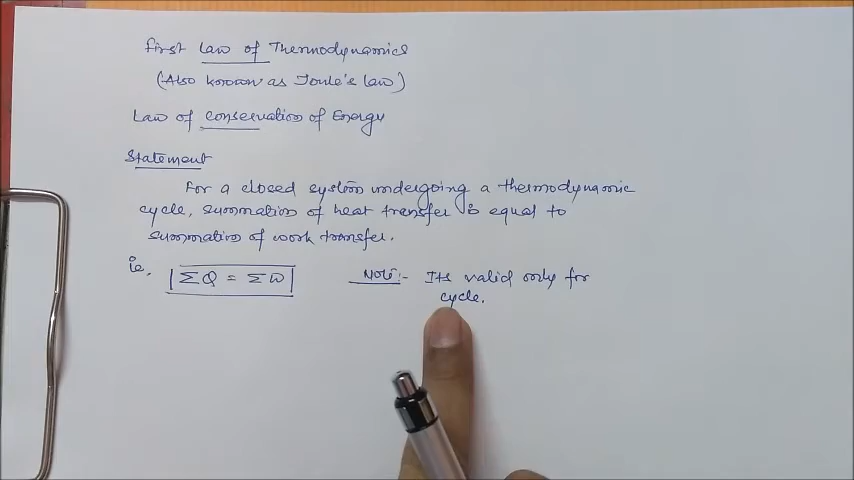 First Law of Thermodynamics
(Also known as Joule's law)
Law of conservation of Energy
Statement
For a closed system undergoing a thermodynamic
cycle, summation of heat transfer is equal to
summation of work transfer.
ie, ΣQ = ΣW Note:- Its valid only for
cycle.